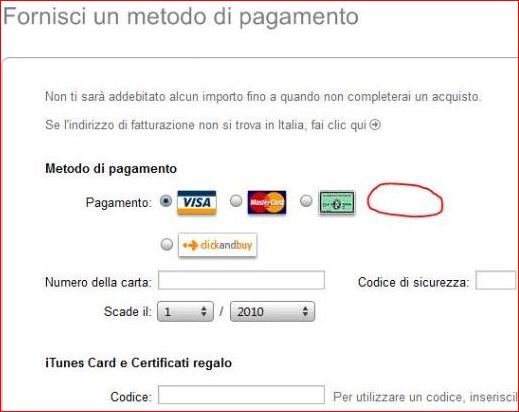 Fornisci un metodo di pagamento
Non ti sarà addebitato alcun importo fino a quando non completerai un acquisto.
Se l'indirizzo di fatturazione non si trova in Italia, fai clic qui
Metodo di pagamento
Pagamento: VISA MasterCard
clickandbuy
Numero della carta: Codice di sicurezza:
Scade il: 1 / 2010
iTunes Card e Certificati regalo
Codice: Per utilizzare un codice, inseriscil